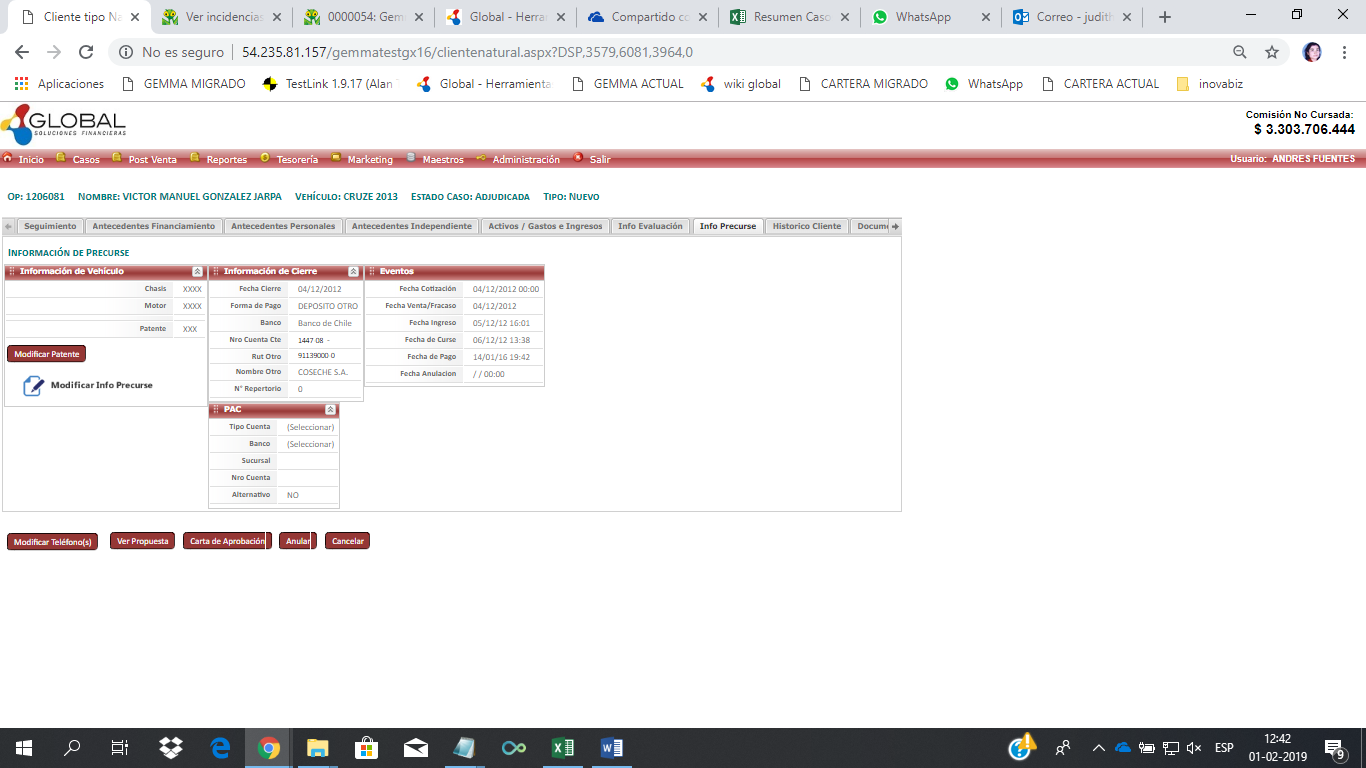 Cliente tipo Na
Ver incidencias
0000054: Gem
Global - Herra
Compartido co
Resumen Caso
WhatsApp
Correo - judith
No es seguro
54.235.81.157/gemmatestgx16/clientenatural.aspx?DSP,3579,6081,3964,0
Aplicaciones
GEMMA MIGRADO
TestLink 1.9.17 (Alan
Global - Herramienta
GEMMA ACTUAL
wiki global
CARTERA MIGRADO
WhatsApp
CARTERA ACTUAL
inovabiz
GLOBAL
SOLUCIONES FINANCIERAS
Comisión No Cursada:
$ 3.303.706.444
Inicio Casos Post Venta Reportes Tesorería Marketing Maestros Administración Salir
Usuario: ANDRES FUENTES
OP: 1206081 NOMBRE: VICTOR MANUEL GONZALEZ JARPA VEHÍCULO: CRUZE 2013 ESTADO CASO: ADJUDICADA TIPO: NUEVO
Seguimiento Antecedentes Financiamiento Antecedentes Personales Antecedentes Independiente Activos / Gastos e Ingresos Info Evaluación Info Precurse Historico Cliente Docume
INFORMACIÓN DE PRECURSE
Información de Vehículo
Chasis XXXX
Motor XXXX
Patente XXX
Modificar Patente
Modificar Info Precurse
Información de Cierre
Fecha Cierre 04/12/2012
Forma de Pago DEPOSITO OTRO
Banco Banco de Chile
Nro Cuenta Cte 1447 08 -
Rut Otro 91139000 0
Nombre Otro COSECHE S.A.
N° Repertorio 0
Eventos
Fecha Cotización 04/12/2012 00:00
Fecha Venta/Fracaso 04/12/2012
Fecha Ingreso 05/12/12 16:01
Fecha de Curse 06/12/12 13:38
Fecha de Pago 14/01/16 19:42
Fecha Anulacion / / 00:00
PAC
Tipo Cuenta (Seleccionar)
Banco (Seleccionar)
Sucursal
Nro Cuenta
Alternativo NO
Modificar Teléfono(s) Ver Propuesta Carta de Aprobación Anular Cancelar
ESP
12:42
01-02-2019
9